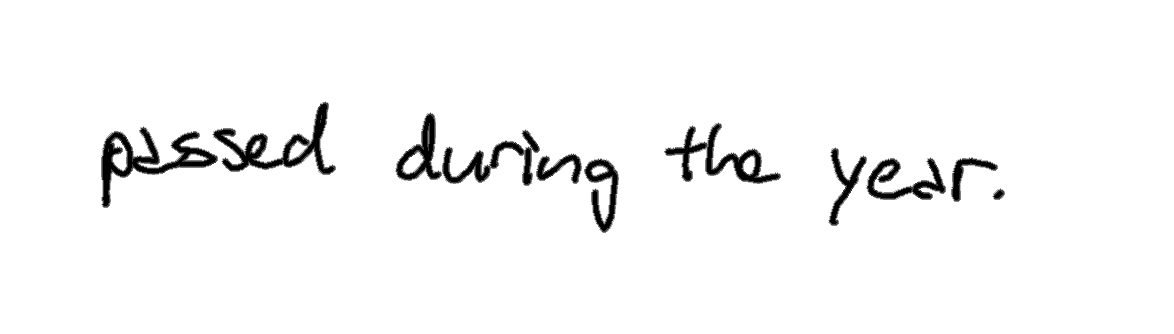 passed during the year.